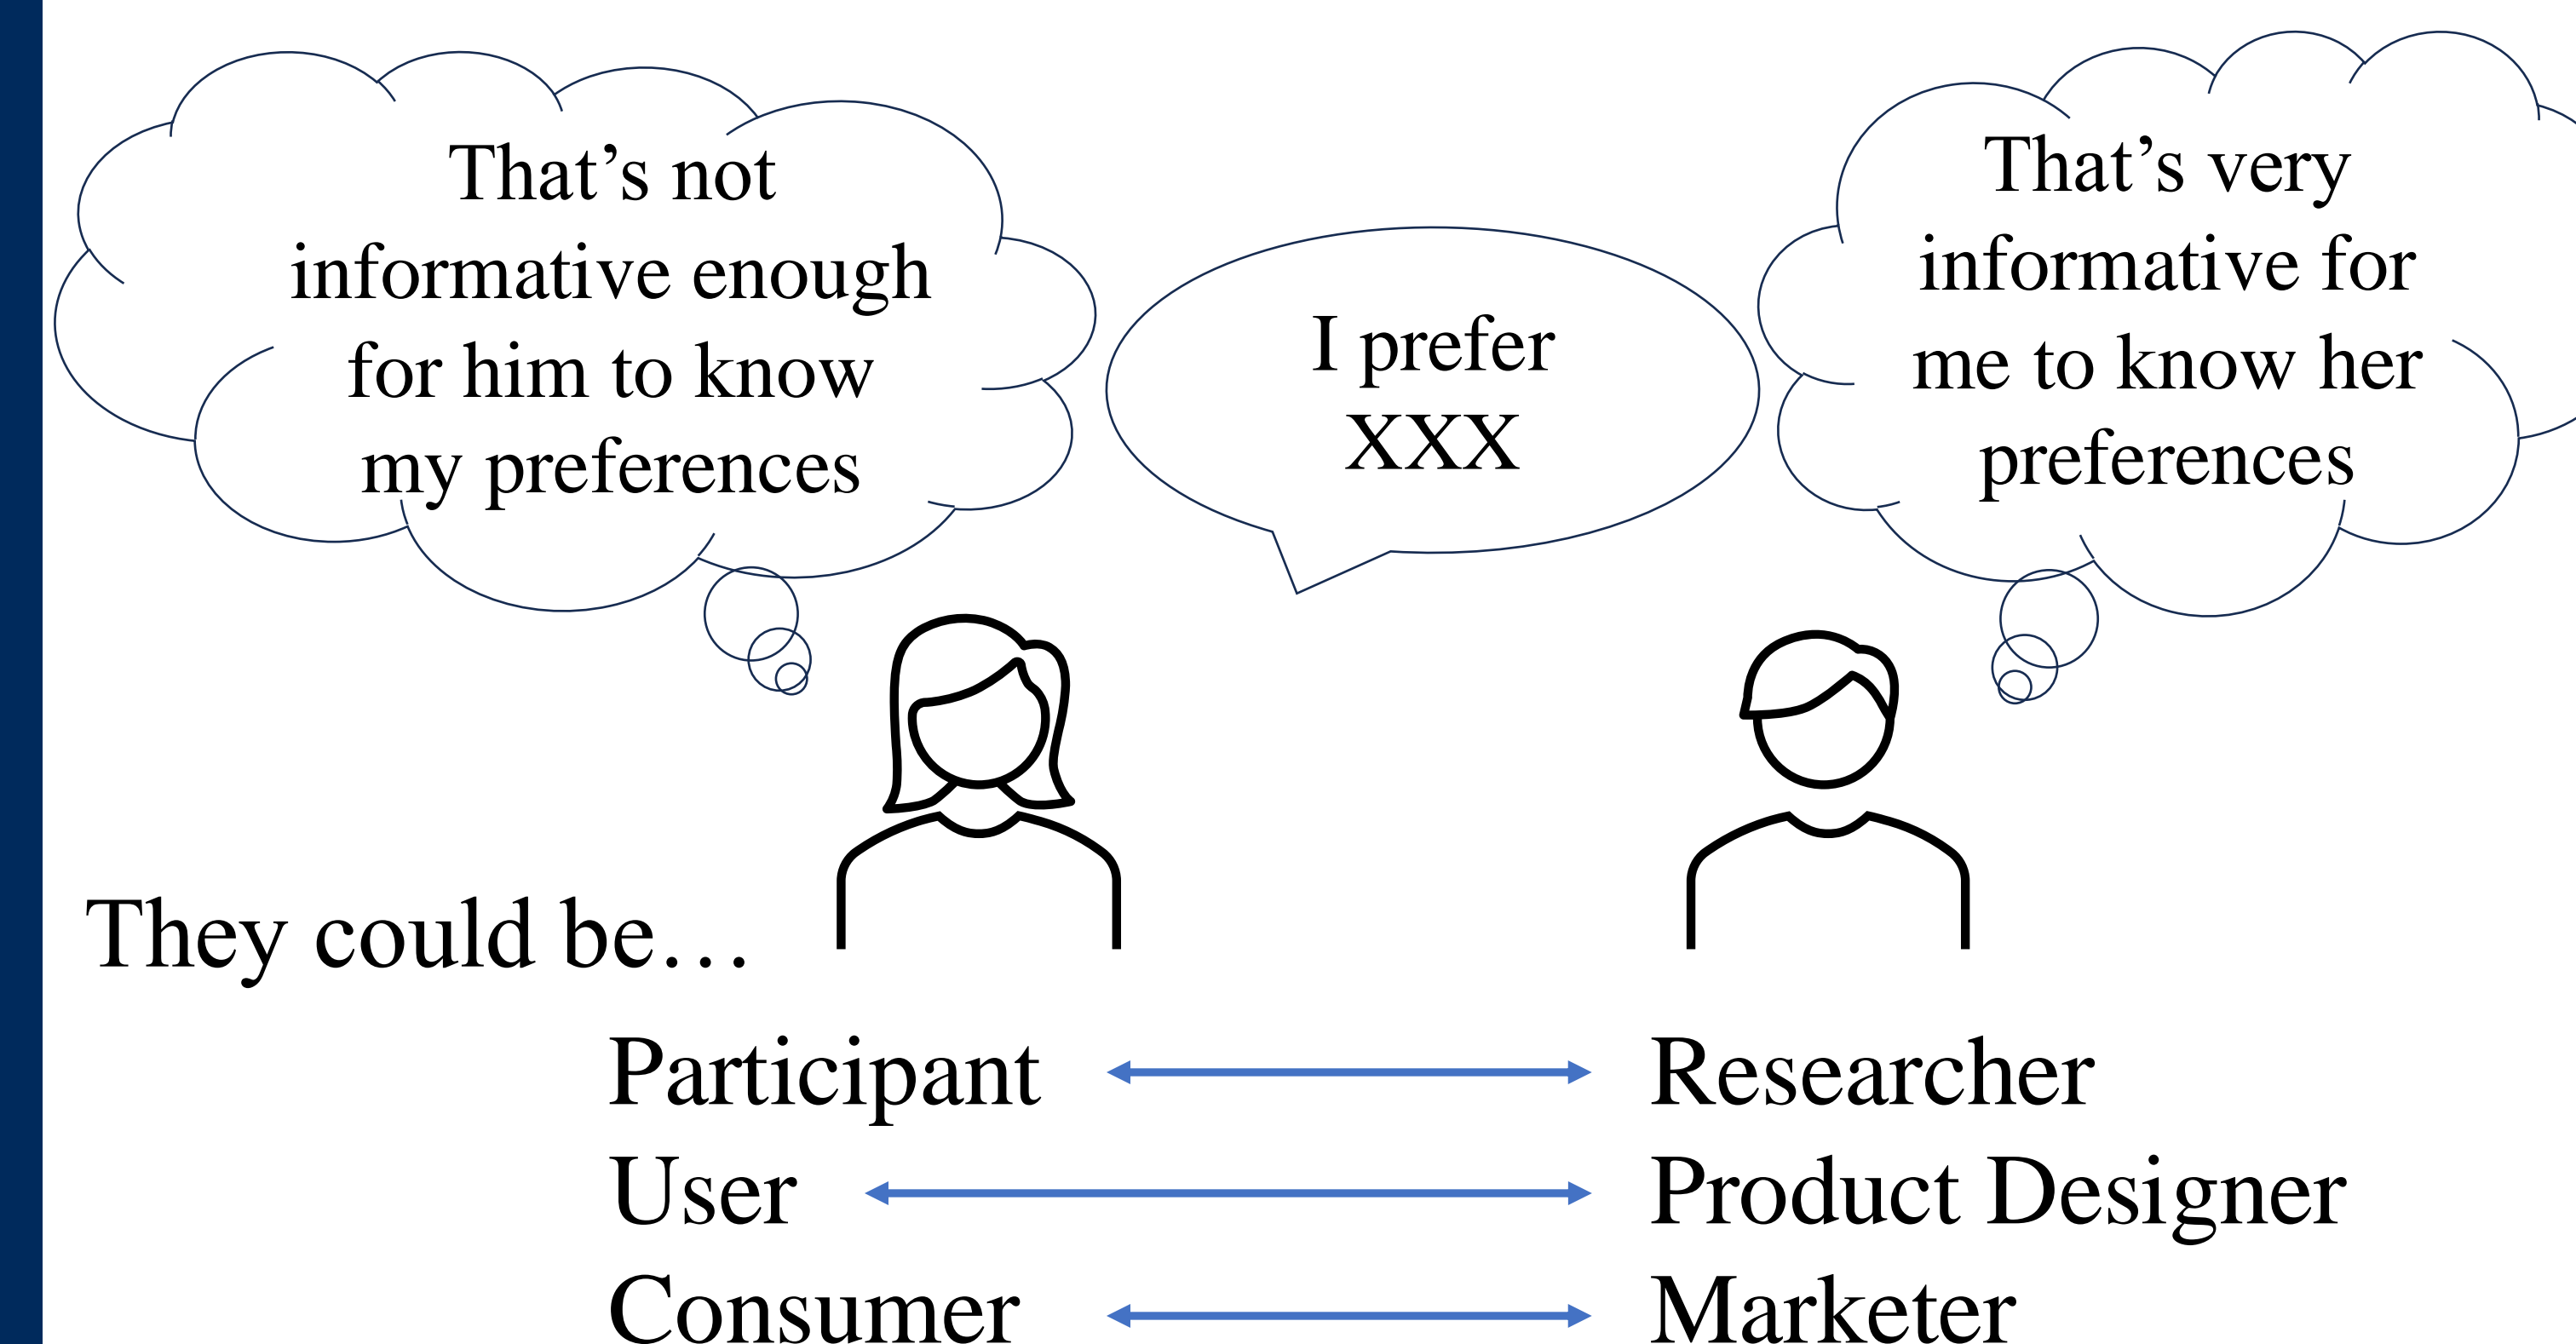 That’s not
informative enough
for him to know
my preferences
I prefer
XXX
That’s very
informative for
me to know her
preferences
They could be…
Participant
Researcher
User
Product Designer
Consumer
Marketer